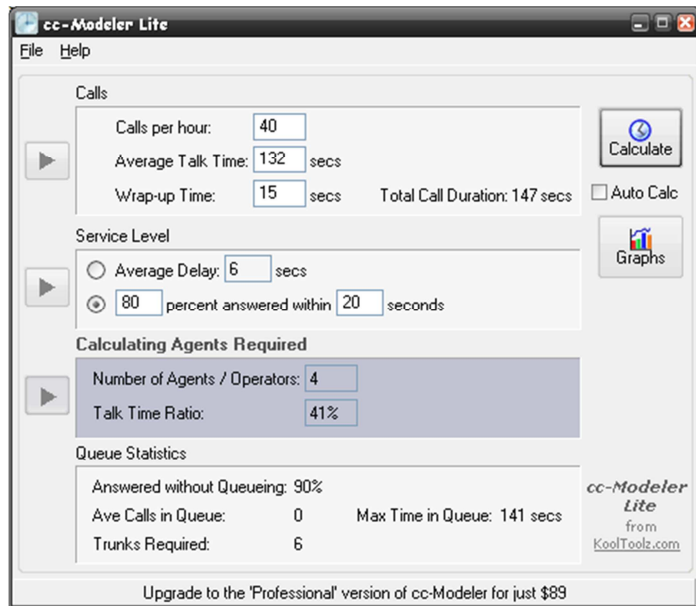 cc-Modeler Lite
File Help
Calls
Calls per hour: 40
Average Talk Time: 132 secs
Wrap-up Time: 15 secs Total Call Duration: 147 secs
Calculate
Auto Calc
Graphs
Service Level
Average Delay: 6 secs
80 percent answered within 20 seconds
Calculating Agents Required
Number of Agents / Operators: 4
Talk Time Ratio: 41%
Queue Statistics
Answered without Queueing: 90%
Ave Calls in Queue: 0 Max Time in Queue: 141 secs
Trunks Required: 6
cc-Modeler
Lite
from
KoolToolz.com
Upgrade to the 'Professional' version of cc-Modeler for just $89